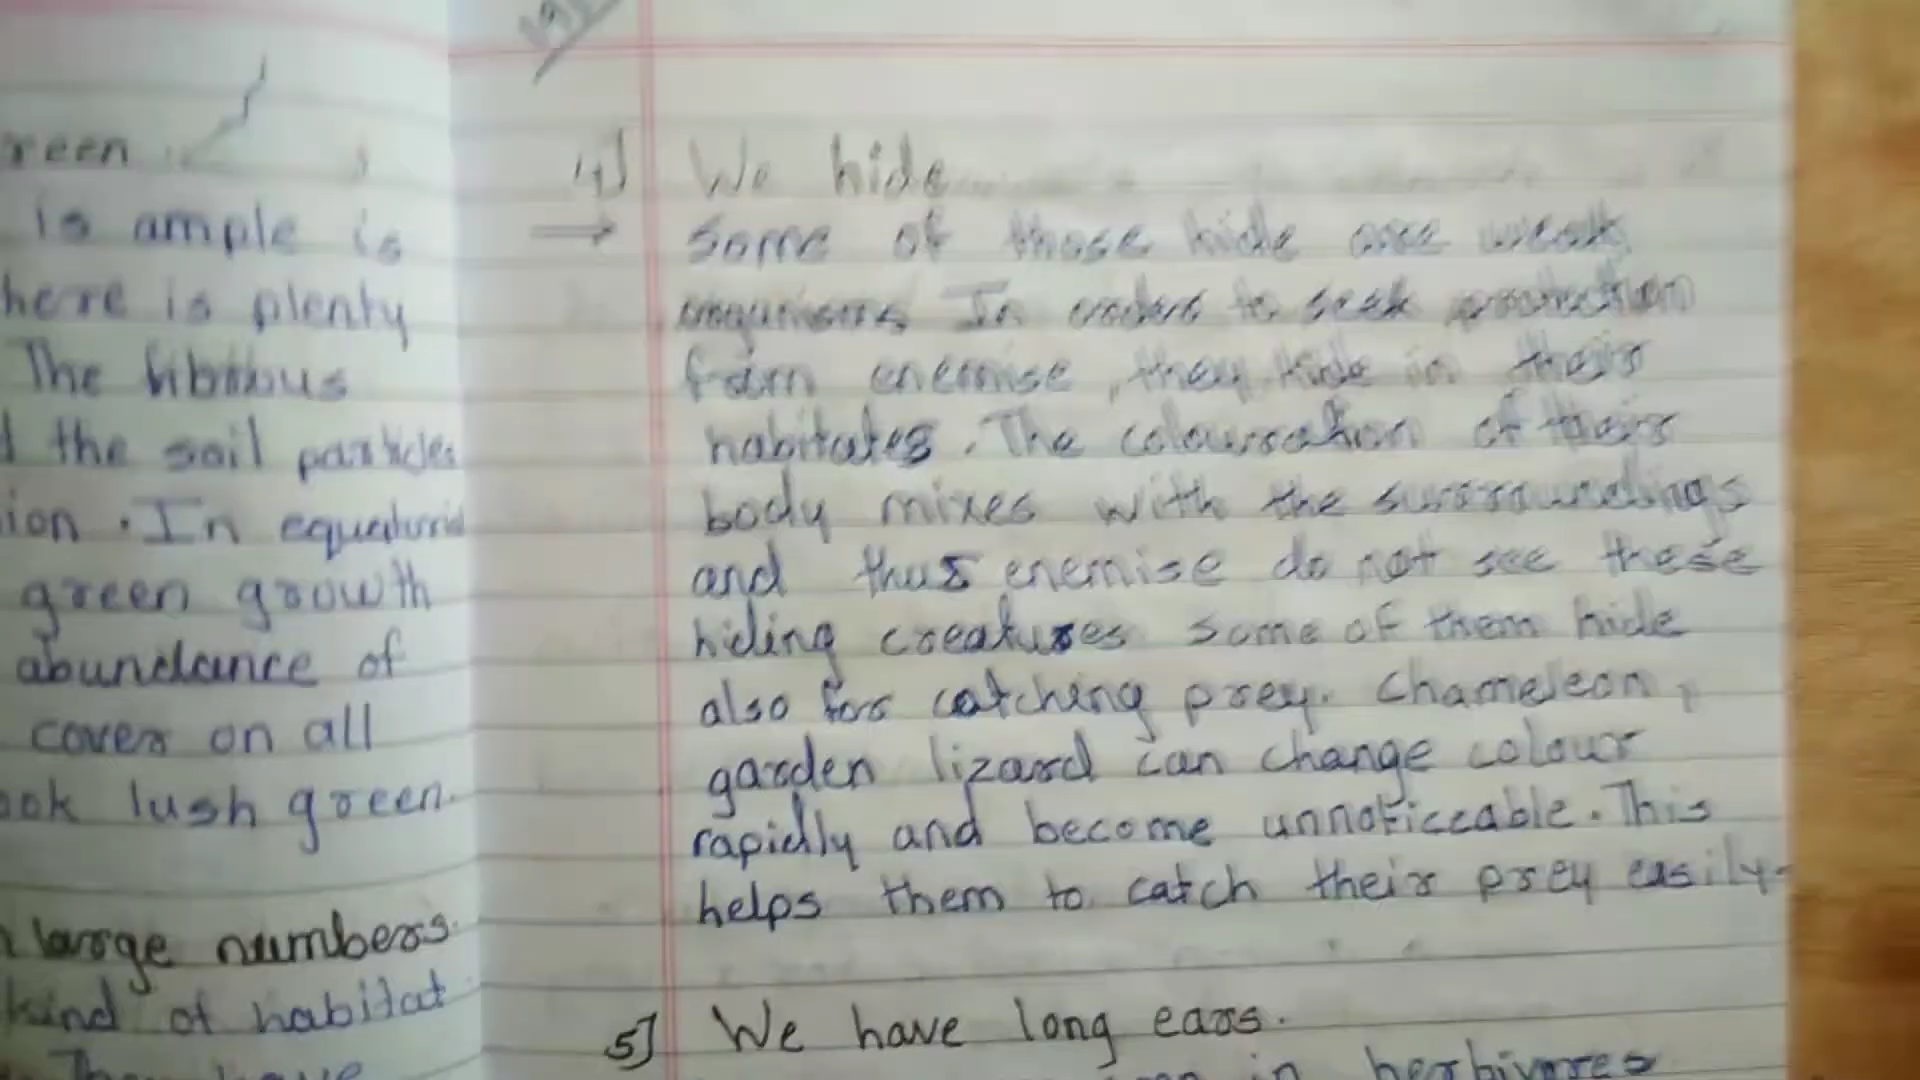 reen
is ample is
here is plenty
The fibrous
the soil particles
ion. In equatorial
green growth
abundance of
cover on all
ook lush green.
large numbers.
kind of habitat
4] We hide
→ Some of those hide are weak
In to seek protection
farm enemise, they hide in their
habitates. The colouration of their
body mixes with the surroundings
and thus enemise do not see these
hiding creatures some of them hide
also for catching prey. Chameleon,
garden lizard can change colour
rapidly and become unnoticeable. This
helps them to catch their prey easily.
5] We have long ears.
in herbivores